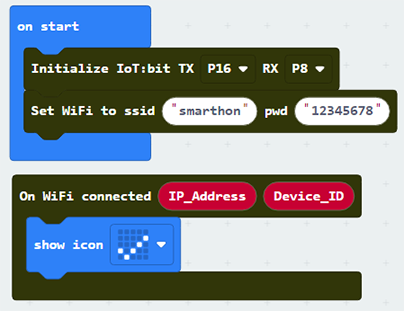 on start
Initialize IoT:bit TX P16 RX P8
Set WiFi to ssid "smarthon" pwd "12345678"
On WiFi connected IP_Address Device_ID
show icon